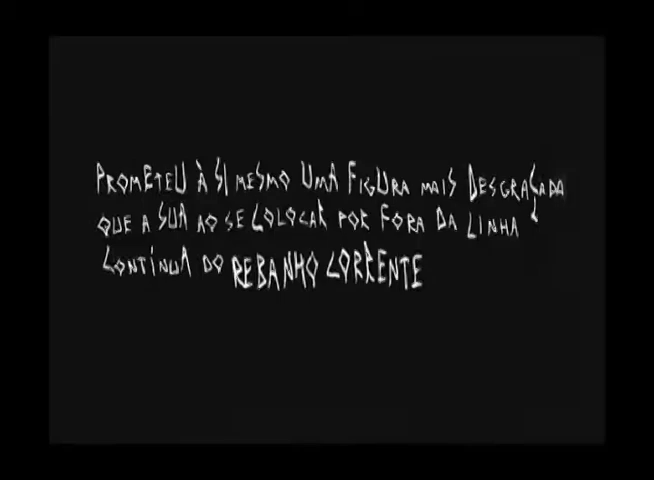 PROMETEU À SI MESMO UMA FIGURA MAIS DESGRAÇADA
QUE A SUA AO SE COLOCAR POR FORA DA LINHA
CONTÍNUA DO REBANHO CORRENTE